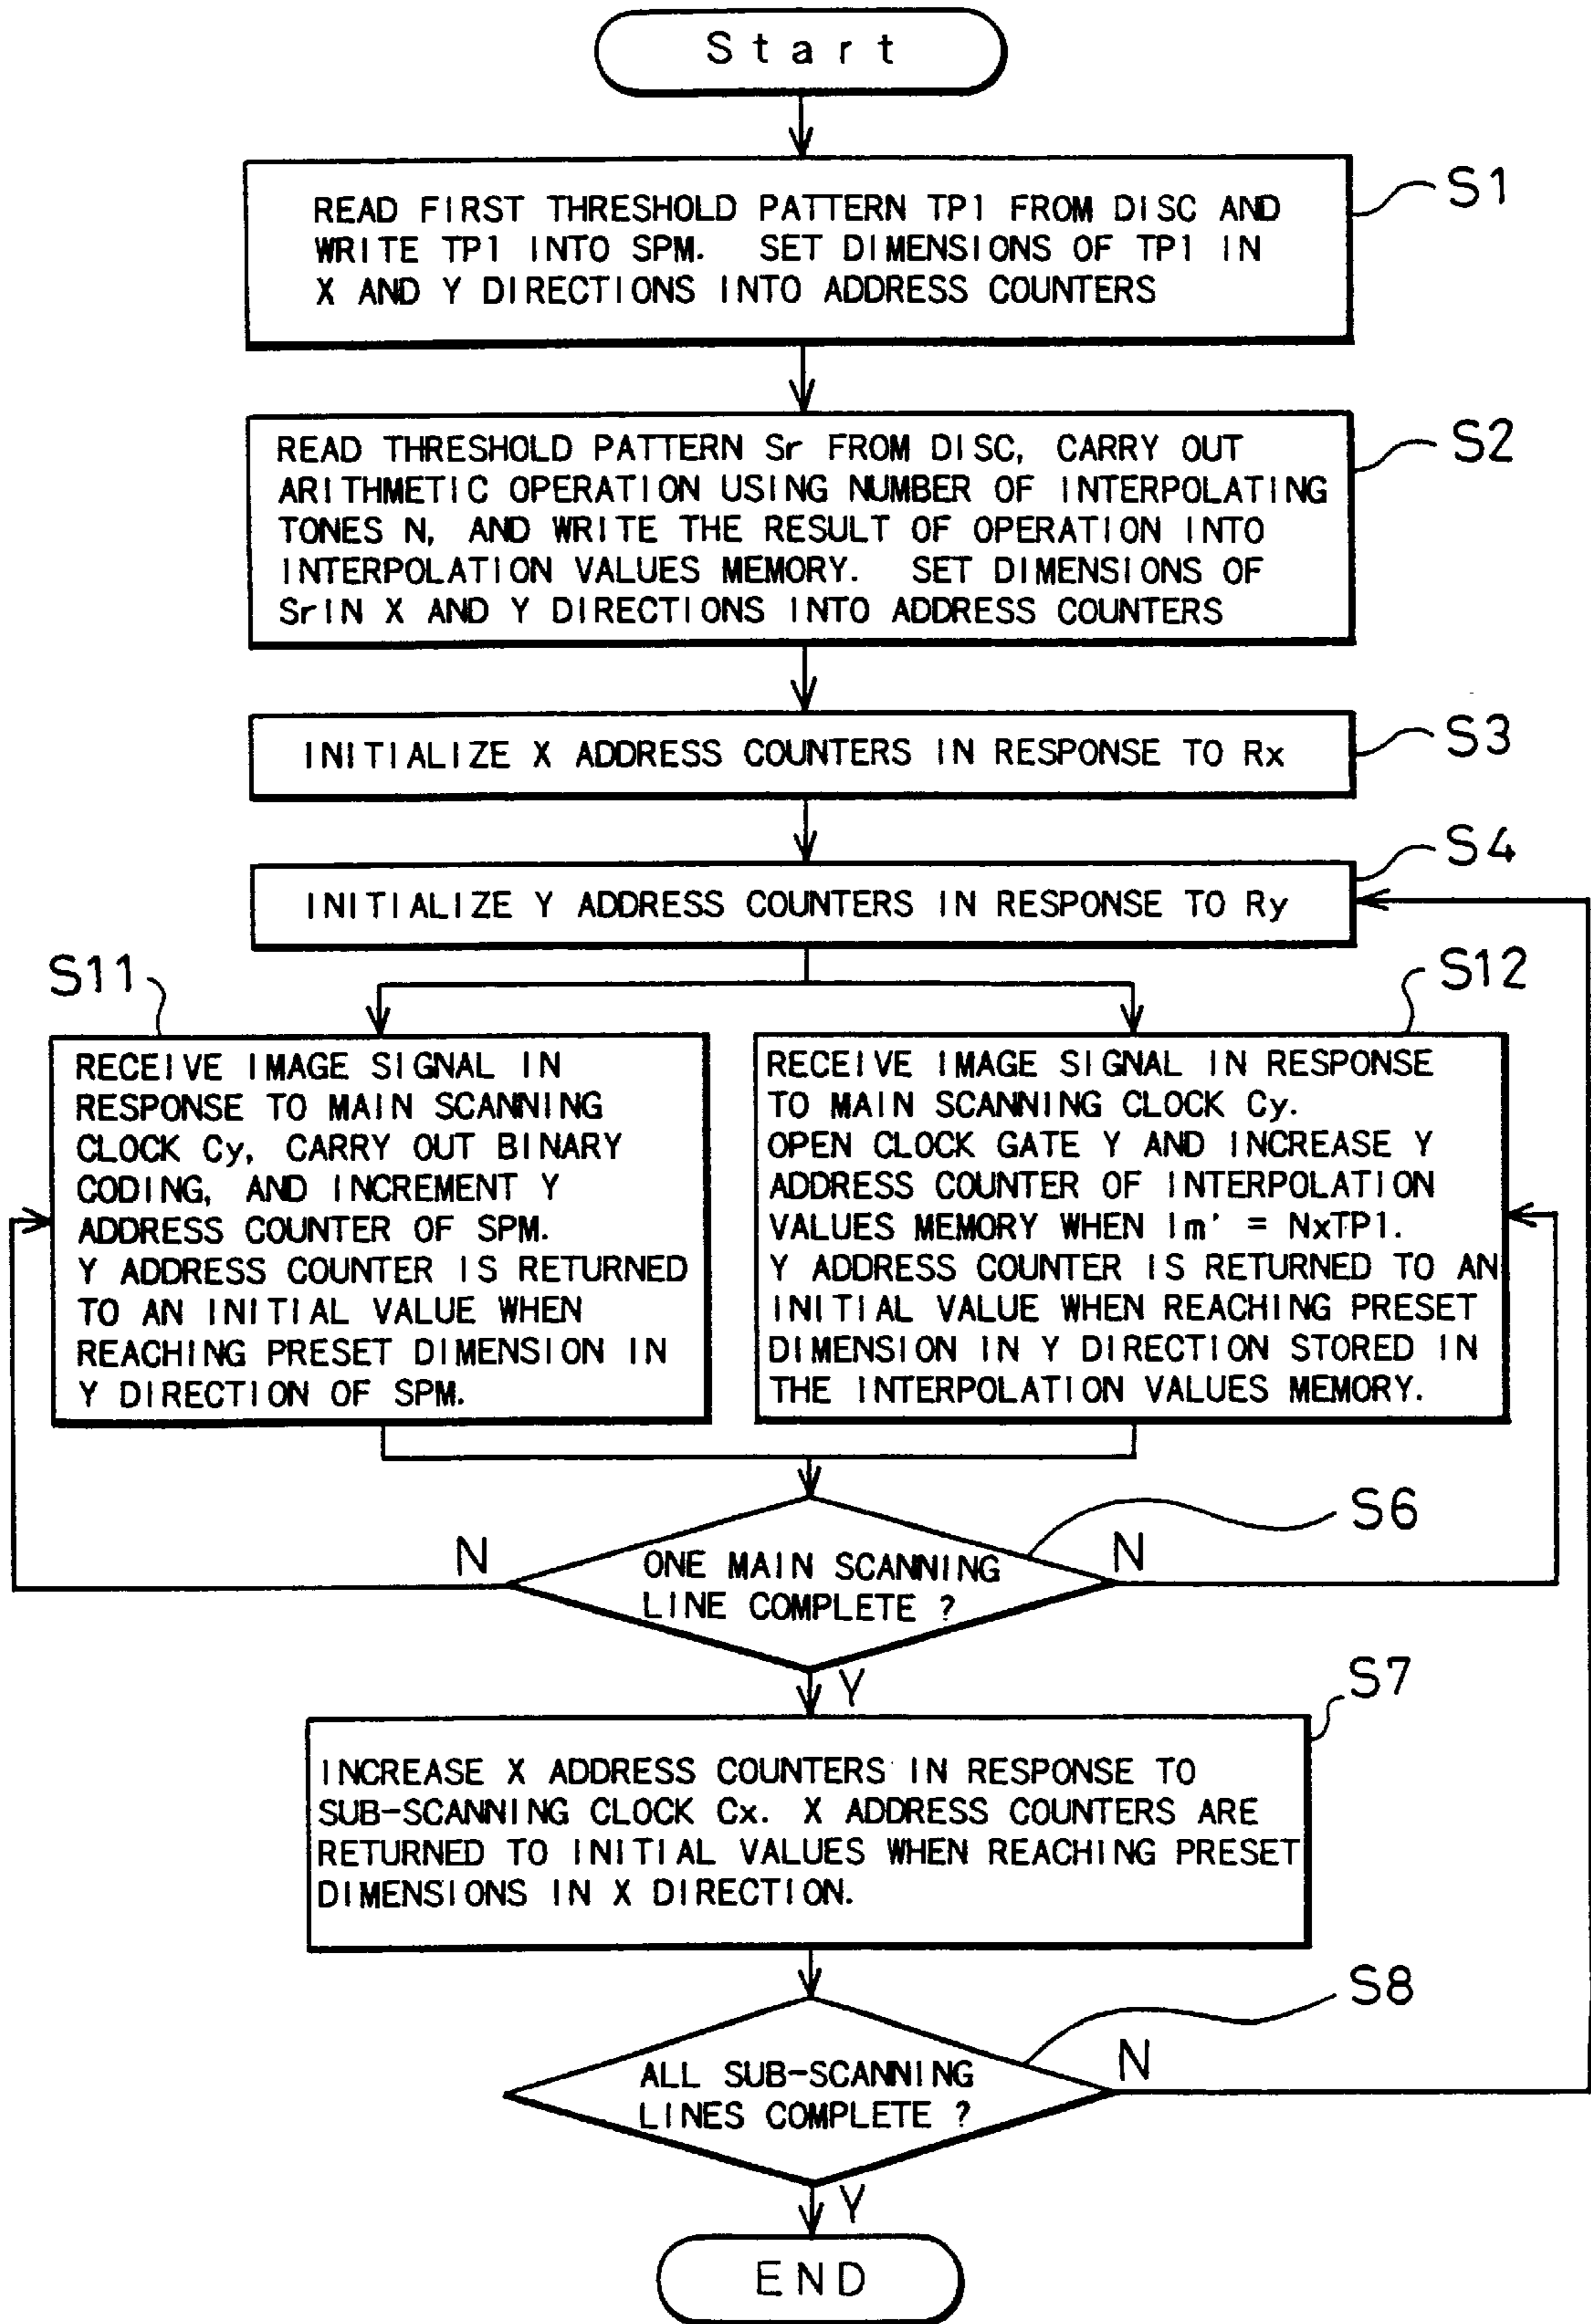 Start
S1
READ FIRST THRESHOLD PATTERN TP1 FROM DISC AND
WRITE TP1 INTO SPM. SET DIMENSIONS OF TP1 IN
X AND Y DIRECTIONS INTO ADDRESS COUNTERS
S2
READ THRESHOLD PATTERN Sr FROM DISC, CARRY OUT
ARITHMETIC OPERATION USING NUMBER OF INTERPOLATING
TONES N, AND WRITE THE RESULT OF OPERATION INTO
INTERPOLATION VALUES MEMORY. SET DIMENSIONS OF
SrIN X AND Y DIRECTIONS INTO ADDRESS COUNTERS
S3
INITIALIZE X ADDRESS COUNTERS IN RESPONSE TO Rx
S4
INITIALIZE Y ADDRESS COUNTERS IN RESPONSE TO Ry
S11
RECEIVE IMAGE SIGNAL IN
RESPONSE TO MAIN SCANNING
CLOCK Cy, CARRY OUT BINARY
CODING, AND INCREMENT Y
ADDRESS COUNTER OF SPM.
Y ADDRESS COUNTER IS RETURNED
TO AN INITIAL VALUE WHEN
REACHING PRESET DIMENSION IN
Y DIRECTION OF SPM.
S12
RECEIVE IMAGE SIGNAL IN RESPONSE
TO MAIN SCANNING CLOCK Cy.
OPEN CLOCK GATE Y AND INCREASE Y
ADDRESS COUNTER OF INTERPOLATION
VALUES MEMORY WHEN Im' = NxTP1.
Y ADDRESS COUNTER IS RETURNED TO AN
INITIAL VALUE WHEN REACHING PRESET
DIMENSION IN Y DIRECTION STORED IN
THE INTERPOLATION VALUES MEMORY.
S6
N
ONE MAIN SCANNING
LINE COMPLETE ?
N
Y
S7
INCREASE X ADDRESS COUNTERS IN RESPONSE TO
SUB-SCANNING CLOCK Cx. X ADDRESS COUNTERS ARE
RETURNED TO INITIAL VALUES WHEN REACHING PRESET
DIMENSIONS IN X DIRECTION.
S8
ALL SUB-SCANNING
LINES COMPLETE ?
N
Y
END